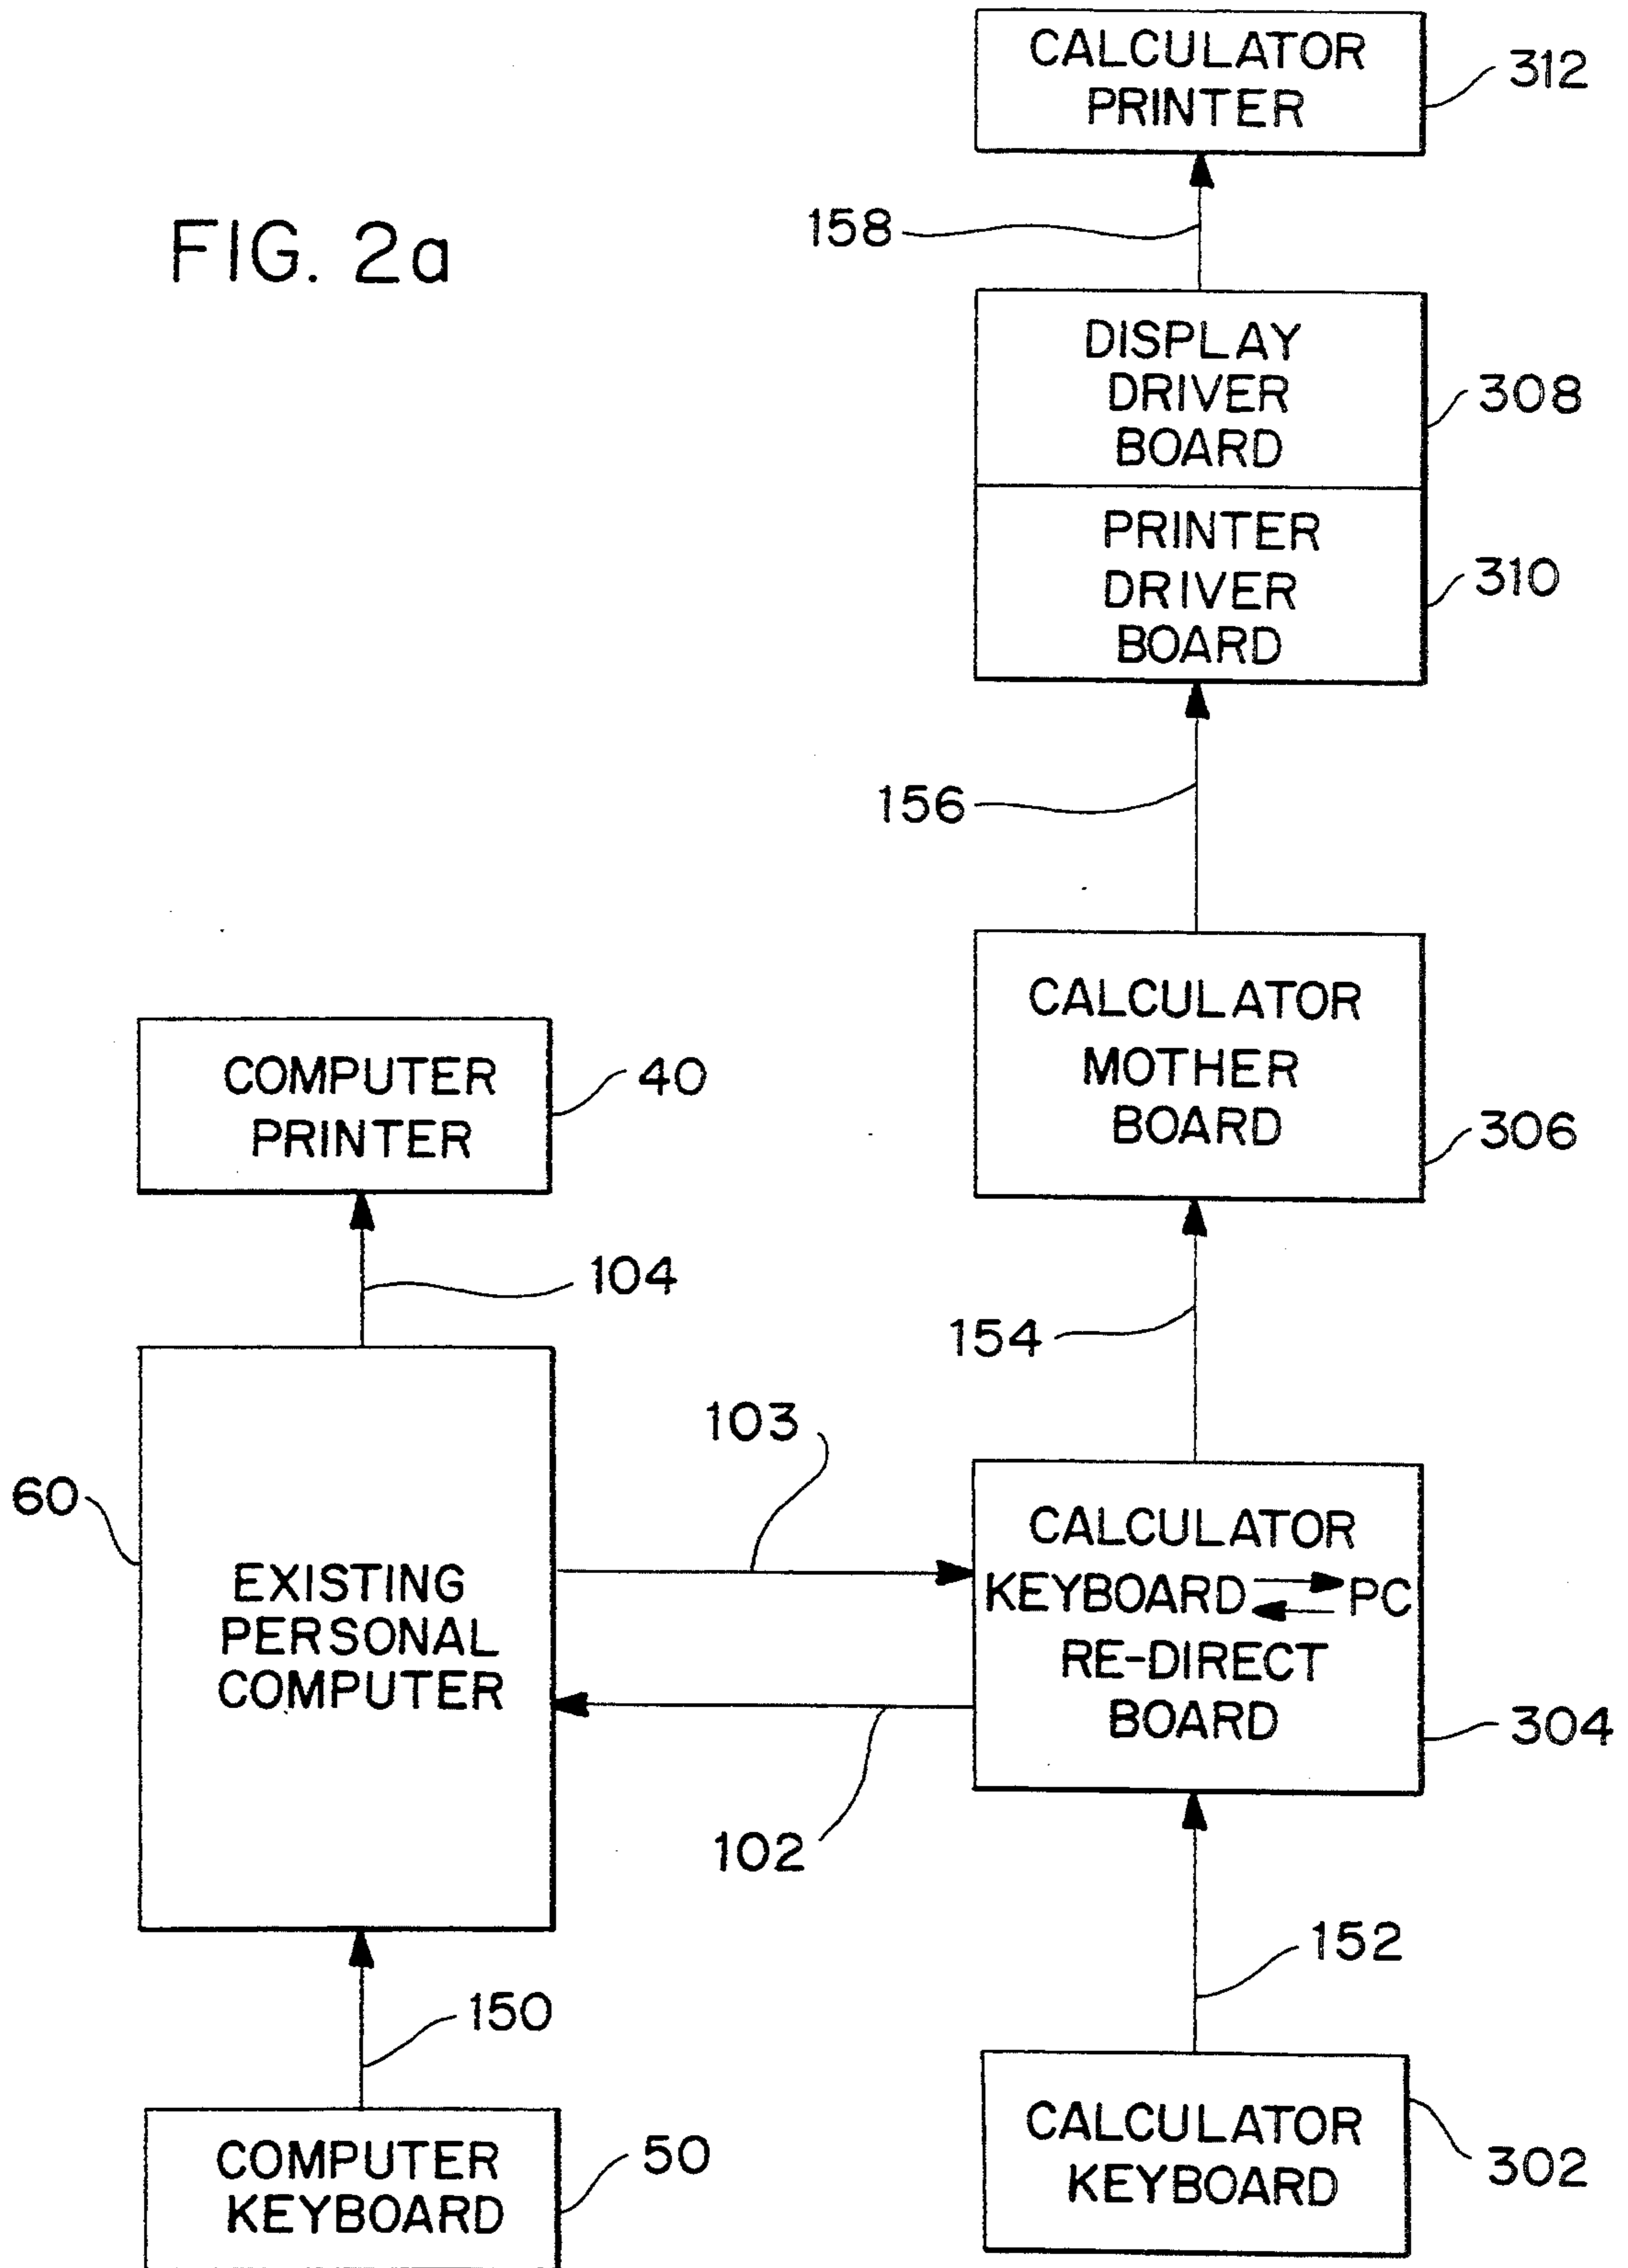 CALCULATOR
PRINTER
312
158
FIG. 2a
DISPLAY
DRIVER
BOARD
308
PRINTER
DRIVER
BOARD
310
156
CALCULATOR
MOTHER
BOARD
306
COMPUTER
PRINTER
40
104
154
103
60
EXISTING
PERSONAL
COMPUTER
CALCULATOR
KEYBOARD ⇄ PC
RE-DIRECT
BOARD
304
102
152
150
COMPUTER
KEYBOARD
50
CALCULATOR
KEYBOARD
302